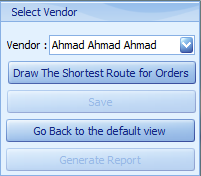 Select Vendor
Vendor : Ahmad Ahmad Ahmad
Draw The Shortest Route for Orders
Save
Go Back to the default view
Generate Report